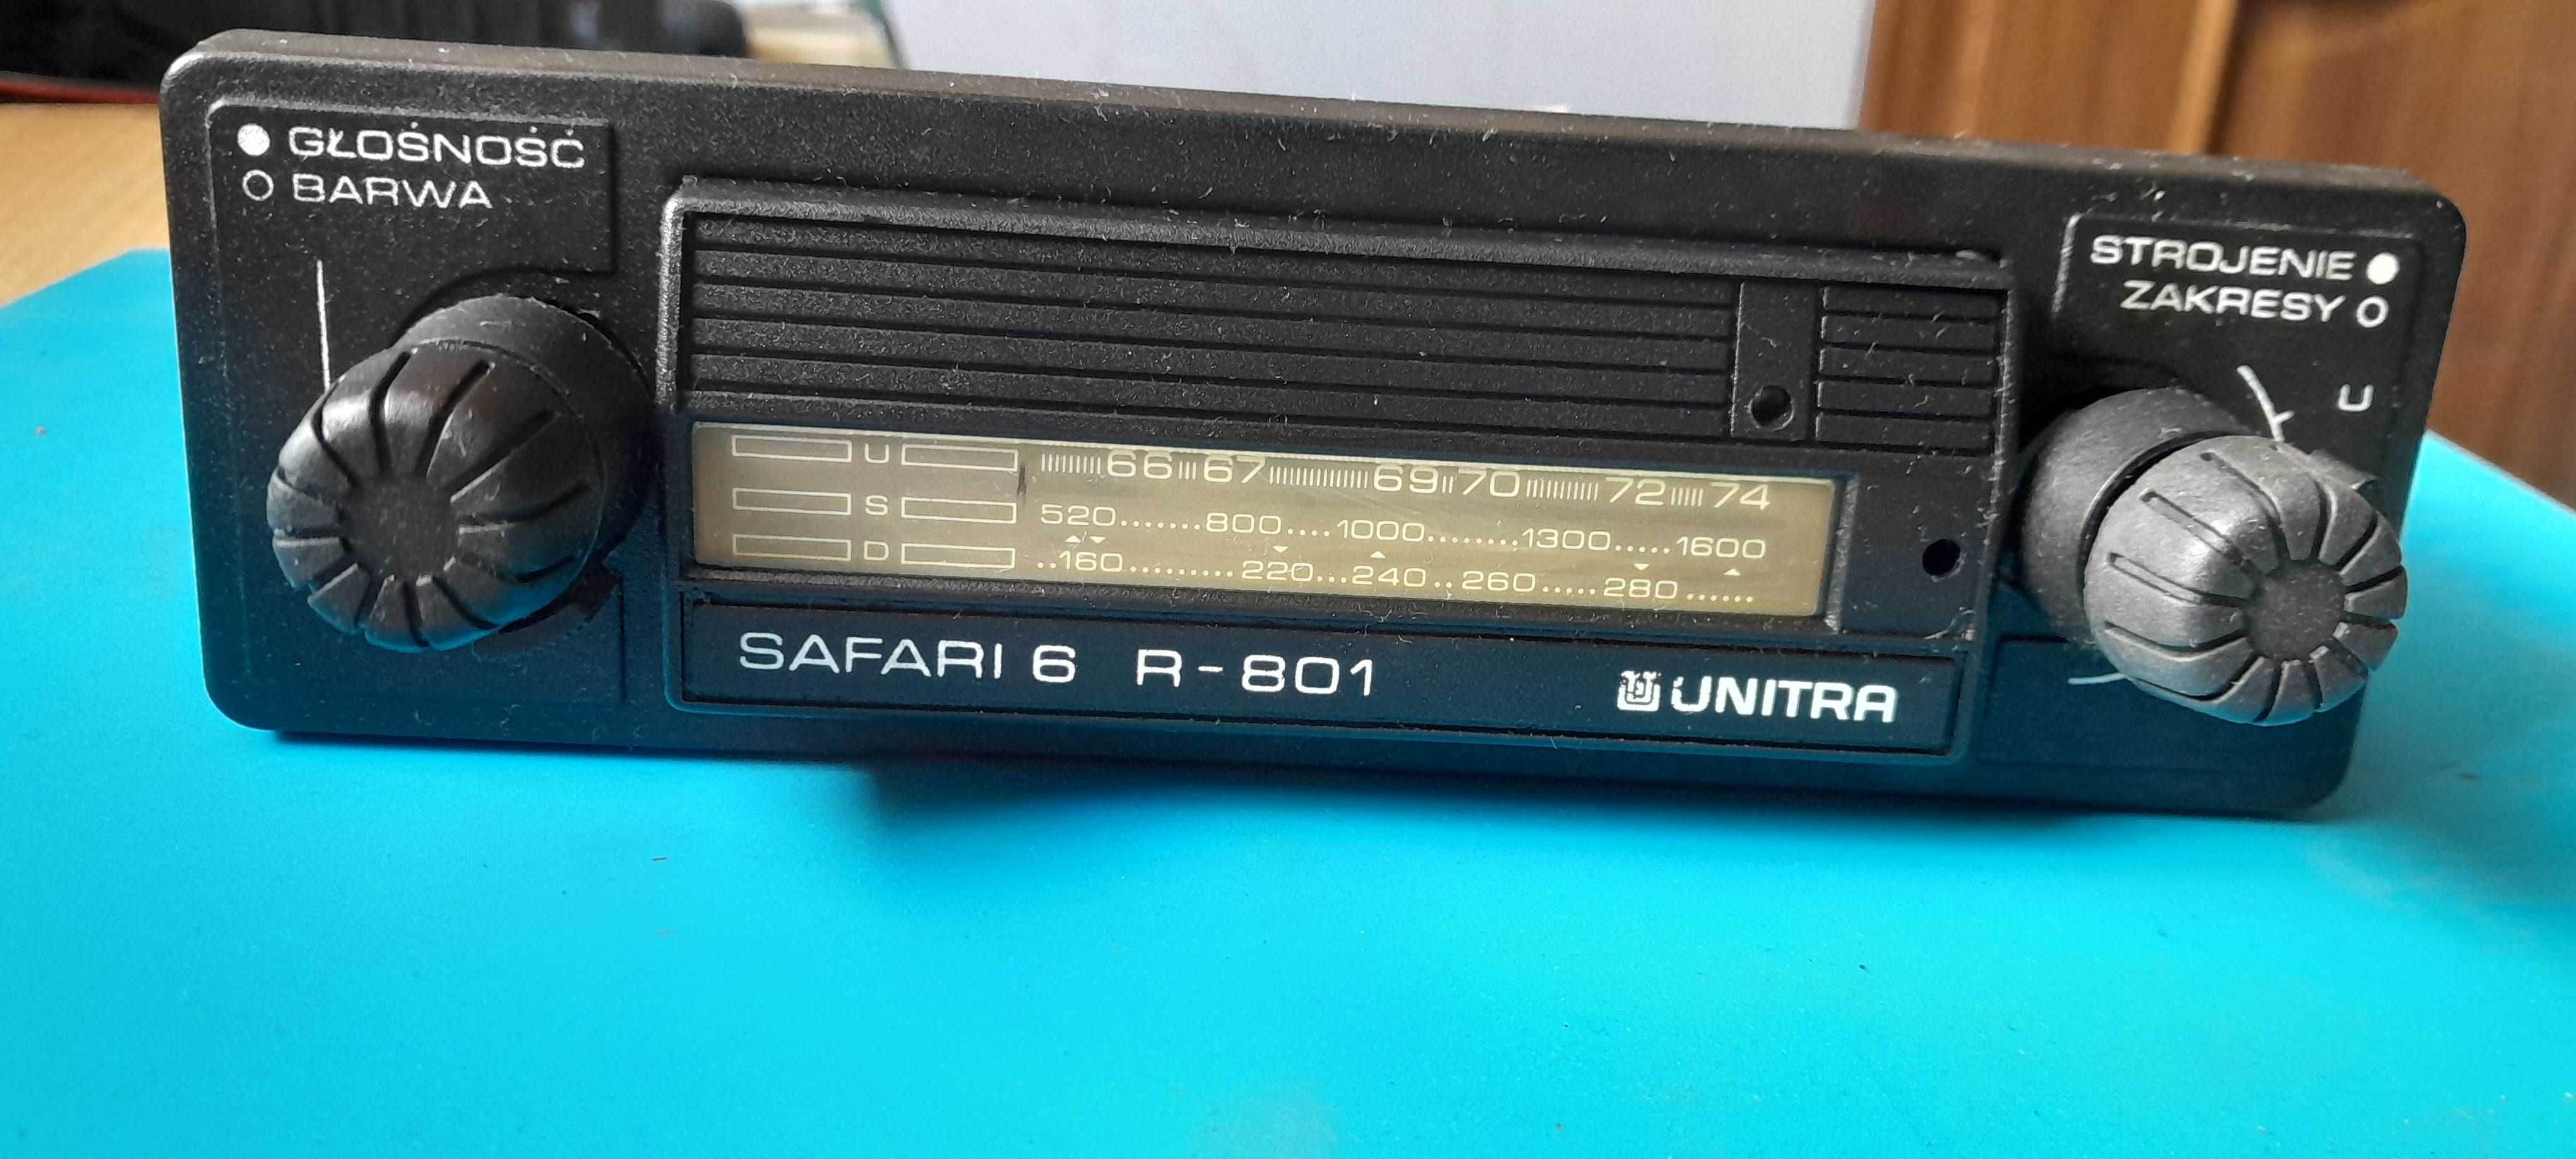 GŁOŚNOŚĆ
BARWA
STROJENIE
ZAKRESY
U
U 66 67 69 70 72 74
S 520.......800....1000........1300.....1600
D ..160.........220...240..260.....280......
SAFARI 6 R-801
UNITRA